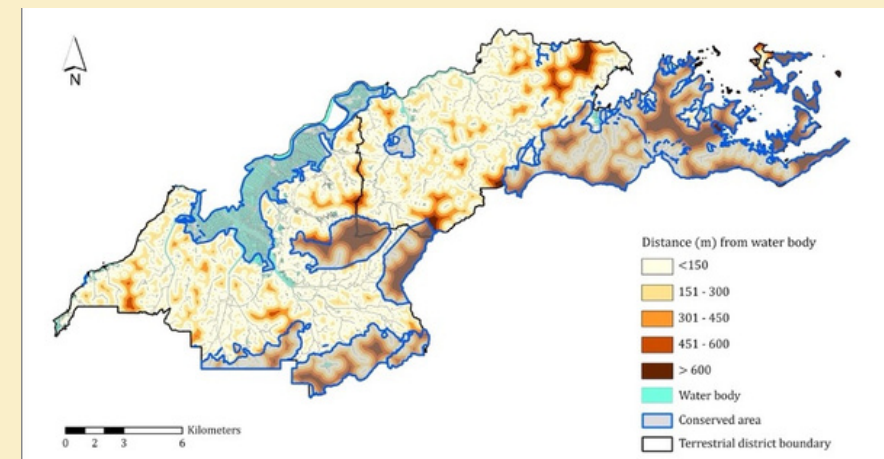 N
Distance (m) from water body
<150
151 - 300
301 - 450
451 - 600
> 600
Water body
Conserved area
Terrestrial district boundary
Kilometers
0 2 3 6